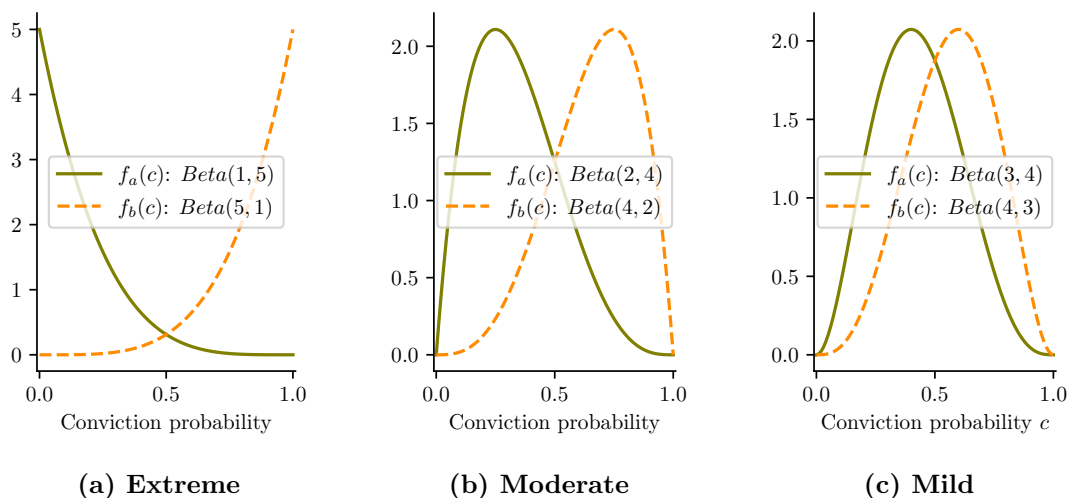 5
4
3
2
1
0
0.0 0.5 1.0
Conviction probability
f_a(c): Beta(1, 5)
f_b(c): Beta(5, 1)
(a) Extreme
2.0
1.5
1.0
0.5
0.0
0.0 0.5 1.0
Conviction probability
f_a(c): Beta(2, 4)
f_b(c): Beta(4, 2)
(b) Moderate
2.0
1.5
1.0
0.5
0.0
0.0 0.5 1.0
Conviction probability c
f_a(c): Beta(3, 4)
f_b(c): Beta(4, 3)
(c) Mild